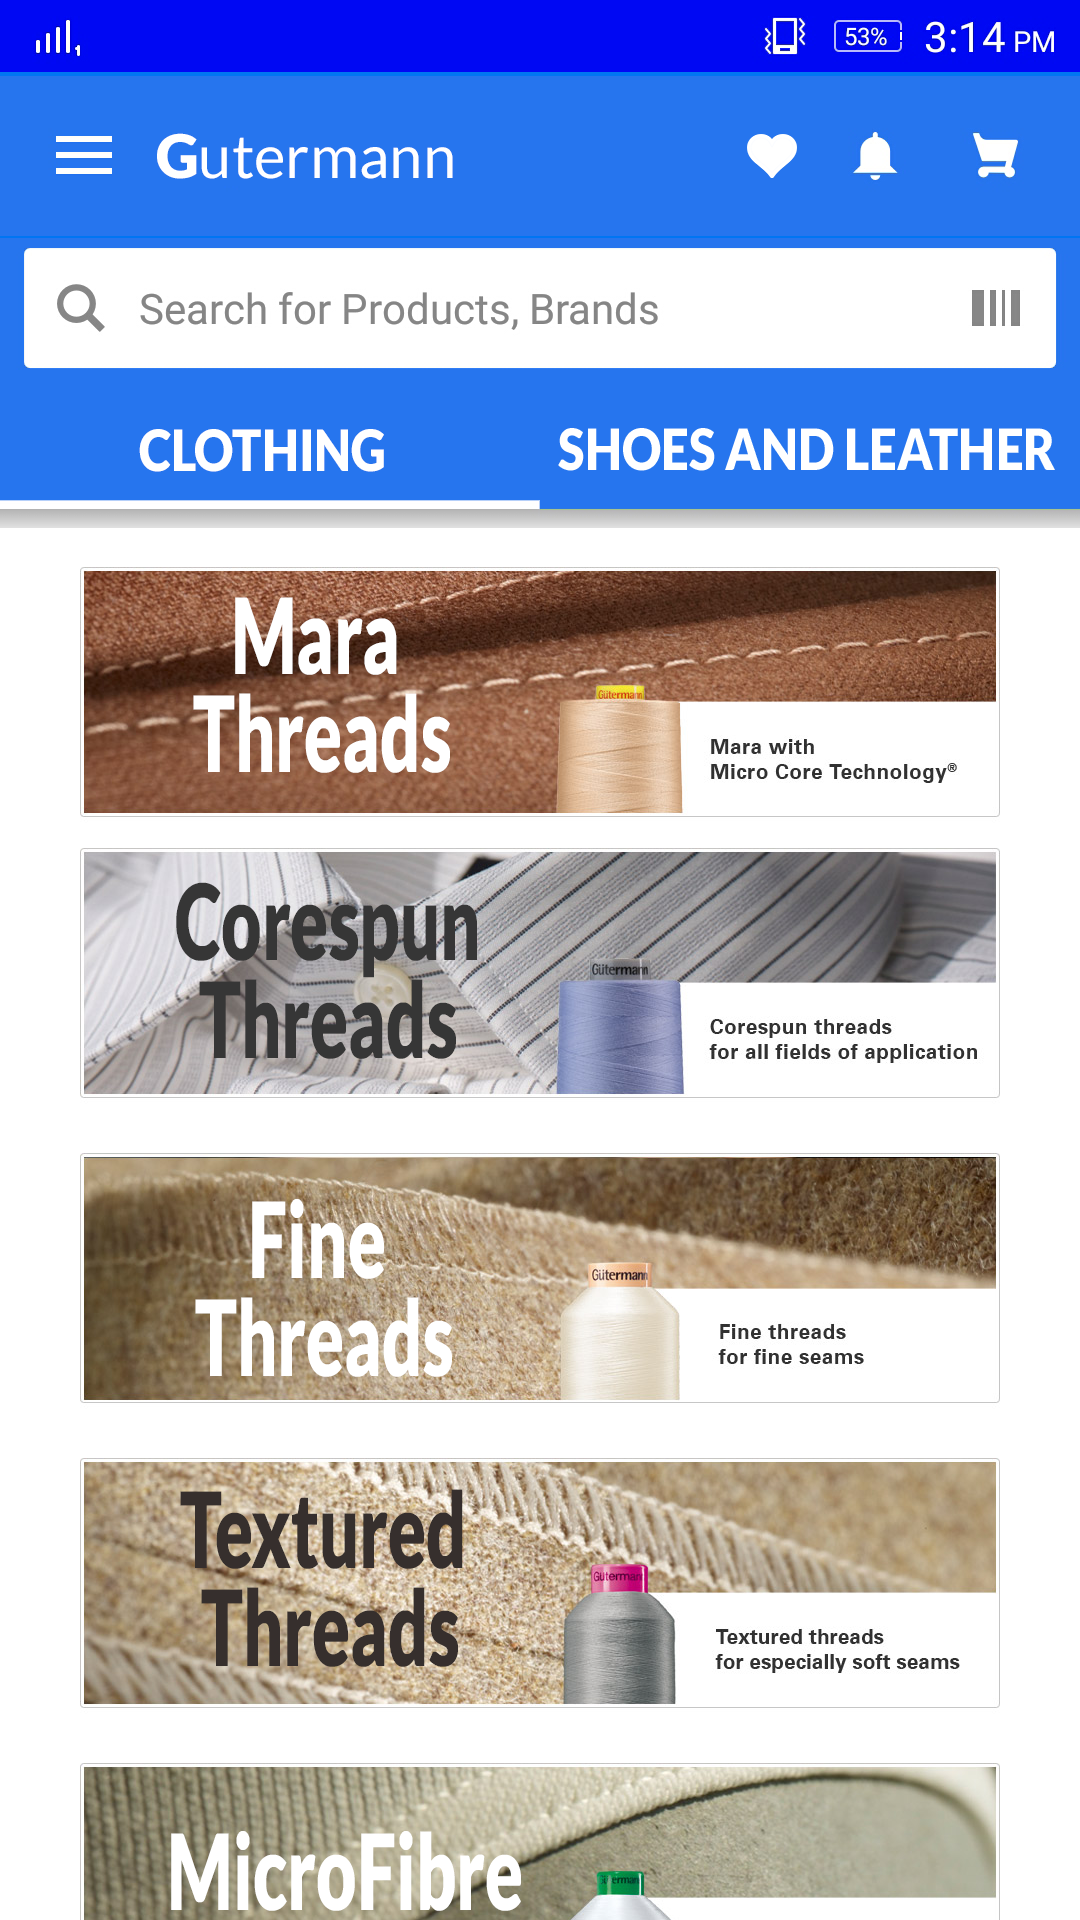 53% 3:14 PM
Gutermann
Search for Products, Brands
CLOTHING SHOES AND LEATHER
Mara
Threads
Gütermann
Mara with
Micro Core Technology®
Corespun
Threads
Gütermann
Corespun threads
for all fields of application
Fine
Threads
Gütermann
Fine threads
for fine seams
Textured
Threads
Gütermann
Textured threads
for especially soft seams
MicroFibre
Gütermann